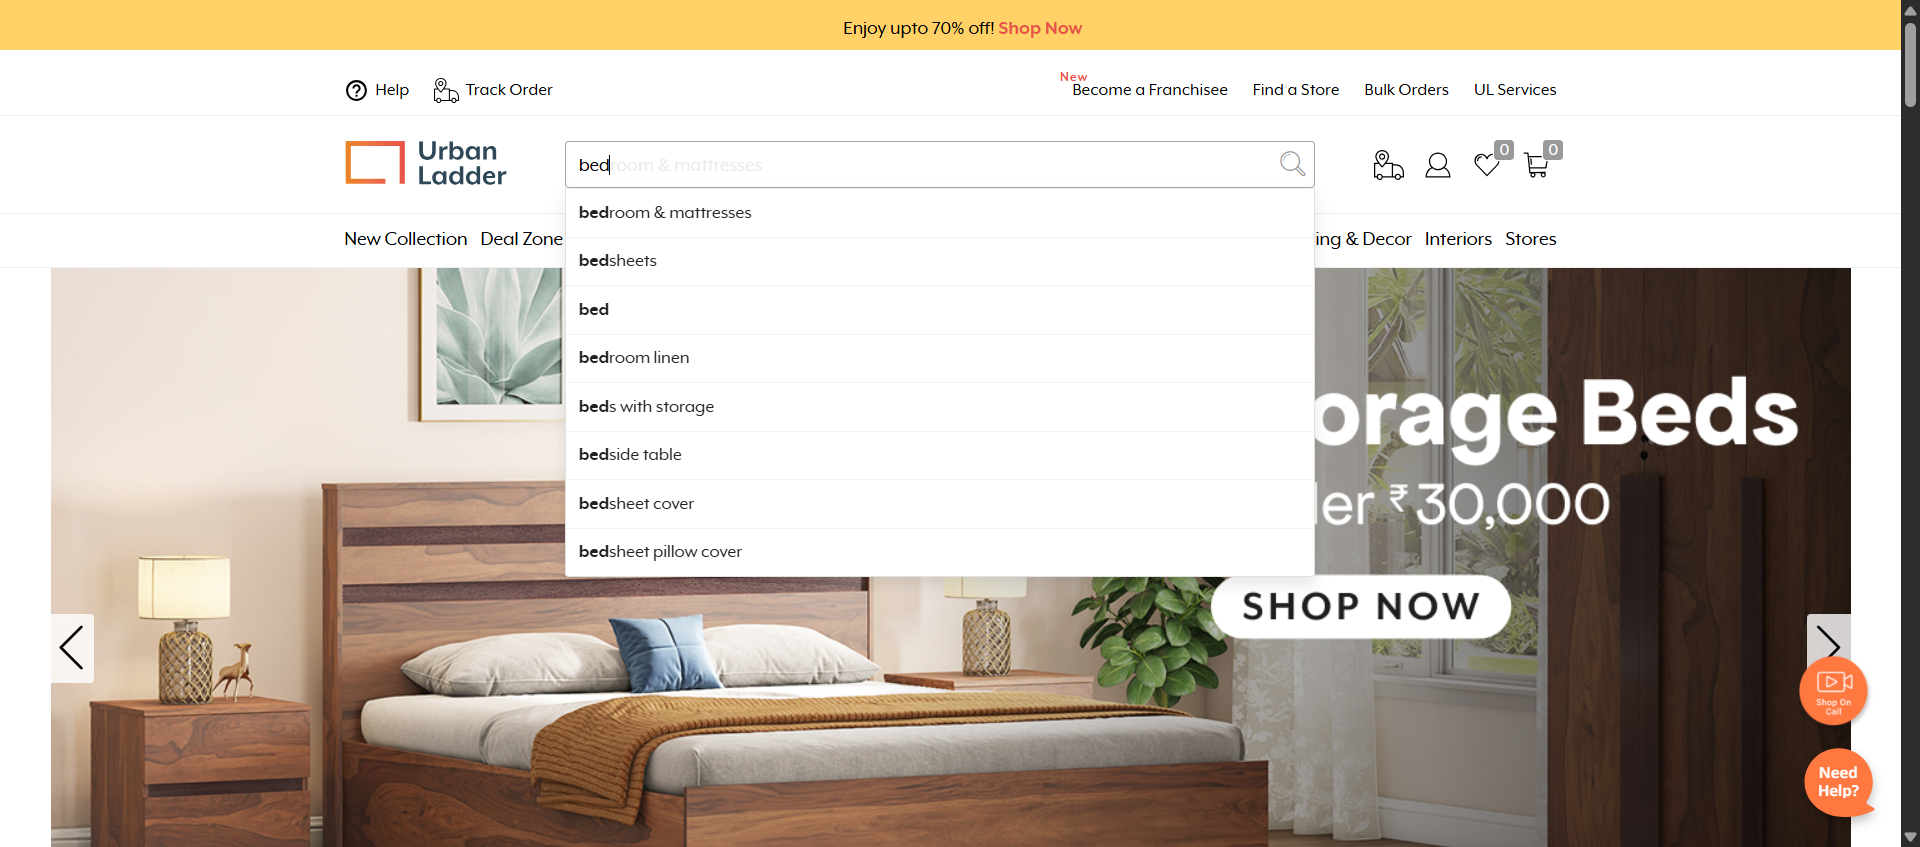 Enjoy upto 70% off! Shop Now
Help
Track Order
New
Become a Franchisee
Find a Store
Bulk Orders
UL Services
Urban
Ladder
bedroom & mattresses
0
0
bedroom & mattresses
bedsheets
bed
bedroom linen
beds with storage
bedside table
bedsheet cover
bedsheet pillow cover
New Collection
Deal Zone
ing & Decor
Interiors
Stores
orage Beds
er ₹30,000
SHOP NOW
Shop On
Call
Need
Help?